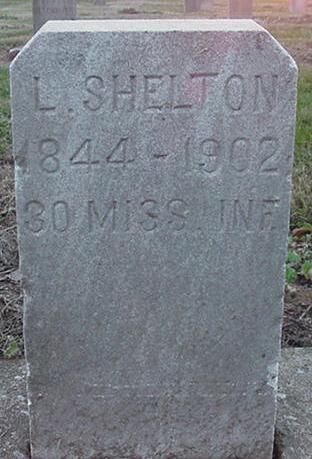 L. SHELTON
1844 - 1902
30 MISS. INF.